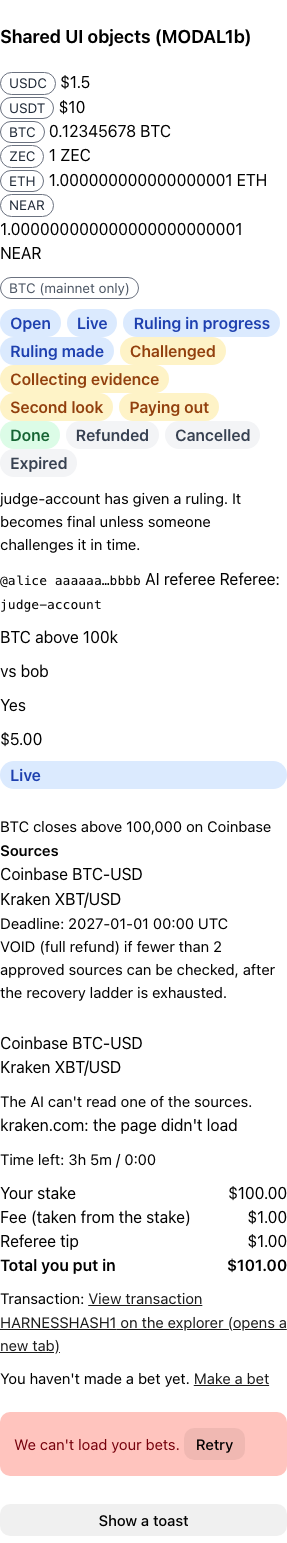 Shared UI objects (MODAL1b)
USDC $1.5
USDT $10
BTC 0.12345678 BTC
ZEC 1 ZEC
ETH 1.000000000000000001 ETH
NEAR
1.000000000000000000000001
NEAR
BTC (mainnet only)
Open Live Ruling in progress
Ruling made Challenged
Collecting evidence
Second look Paying out
Done Refunded Cancelled
Expired
judge-account has given a ruling. It
becomes final unless someone
challenges it in time.
@alice aaaaaa…bbbb AI referee Referee:
judge-account
BTC above 100k
vs bob
Yes
$5.00
Live
BTC closes above 100,000 on Coinbase
Sources
Coinbase BTC-USD
Kraken XBT/USD
Deadline: 2027-01-01 00:00 UTC
VOID (full refund) if fewer than 2
approved sources can be checked, after
the recovery ladder is exhausted.
Coinbase BTC-USD
Kraken XBT/USD
The AI can't read one of the sources.
kraken.com: the page didn't load
Time left: 3h 5m / 0:00
Your stake $100.00
Fee (taken from the stake) $1.00
Referee tip $1.00
Total you put in $101.00
Transaction: View transaction
HARNESSHASH1 on the explorer (opens a
new tab)
You haven't made a bet yet. Make a bet
We can't load your bets. Retry
Show a toast